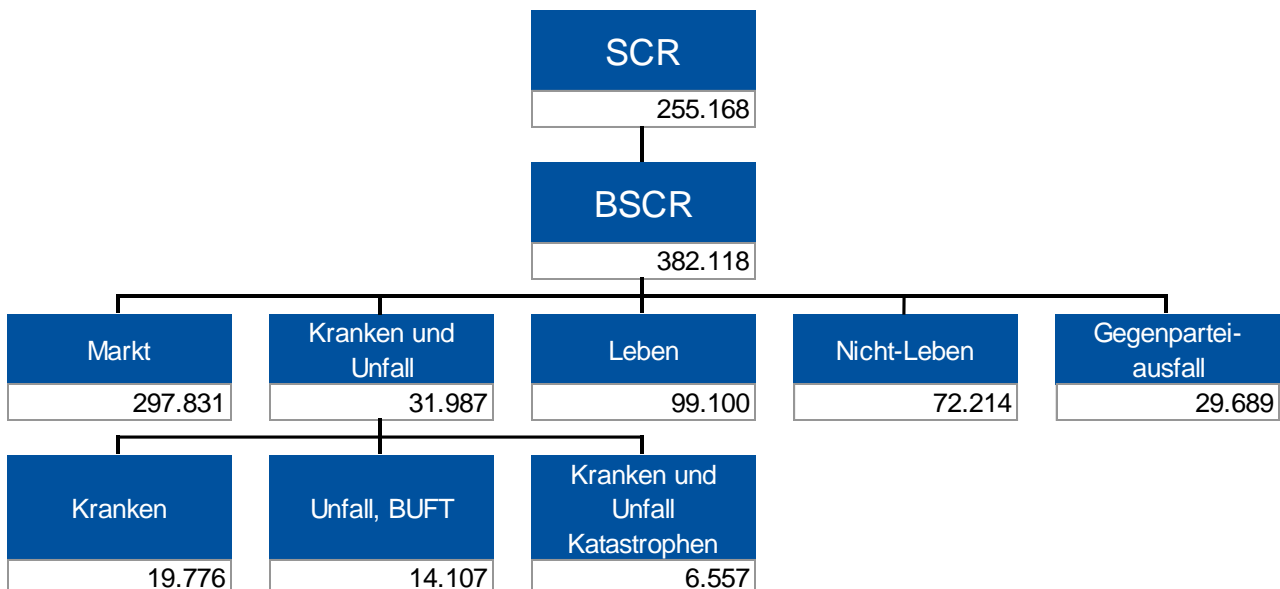 SCR
255.168
BSCR
382.118
Markt
297.831
Kranken und
Unfall
31.987
Leben
99.100
Nicht-Leben
72.214
Gegenpartei-
ausfall
29.689
Kranken
19.776
Unfall, BUFT
14.107
Kranken und
Unfall
Katastrophen
6.557